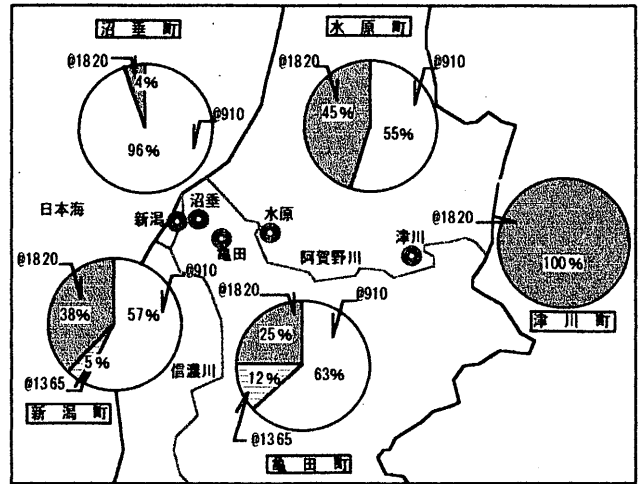 沼垂町
@1820
4%
96%
@910
水原町
@1820
45%
55%
@910
日本海
新潟
沼垂
亀田
水原
阿賀野川
津川
@1820
100%
津川町
@1820
38%
57%
5%
@910
@1365
新潟町
信濃川
@1820
25%
12%
63%
@910
@1365
亀田町